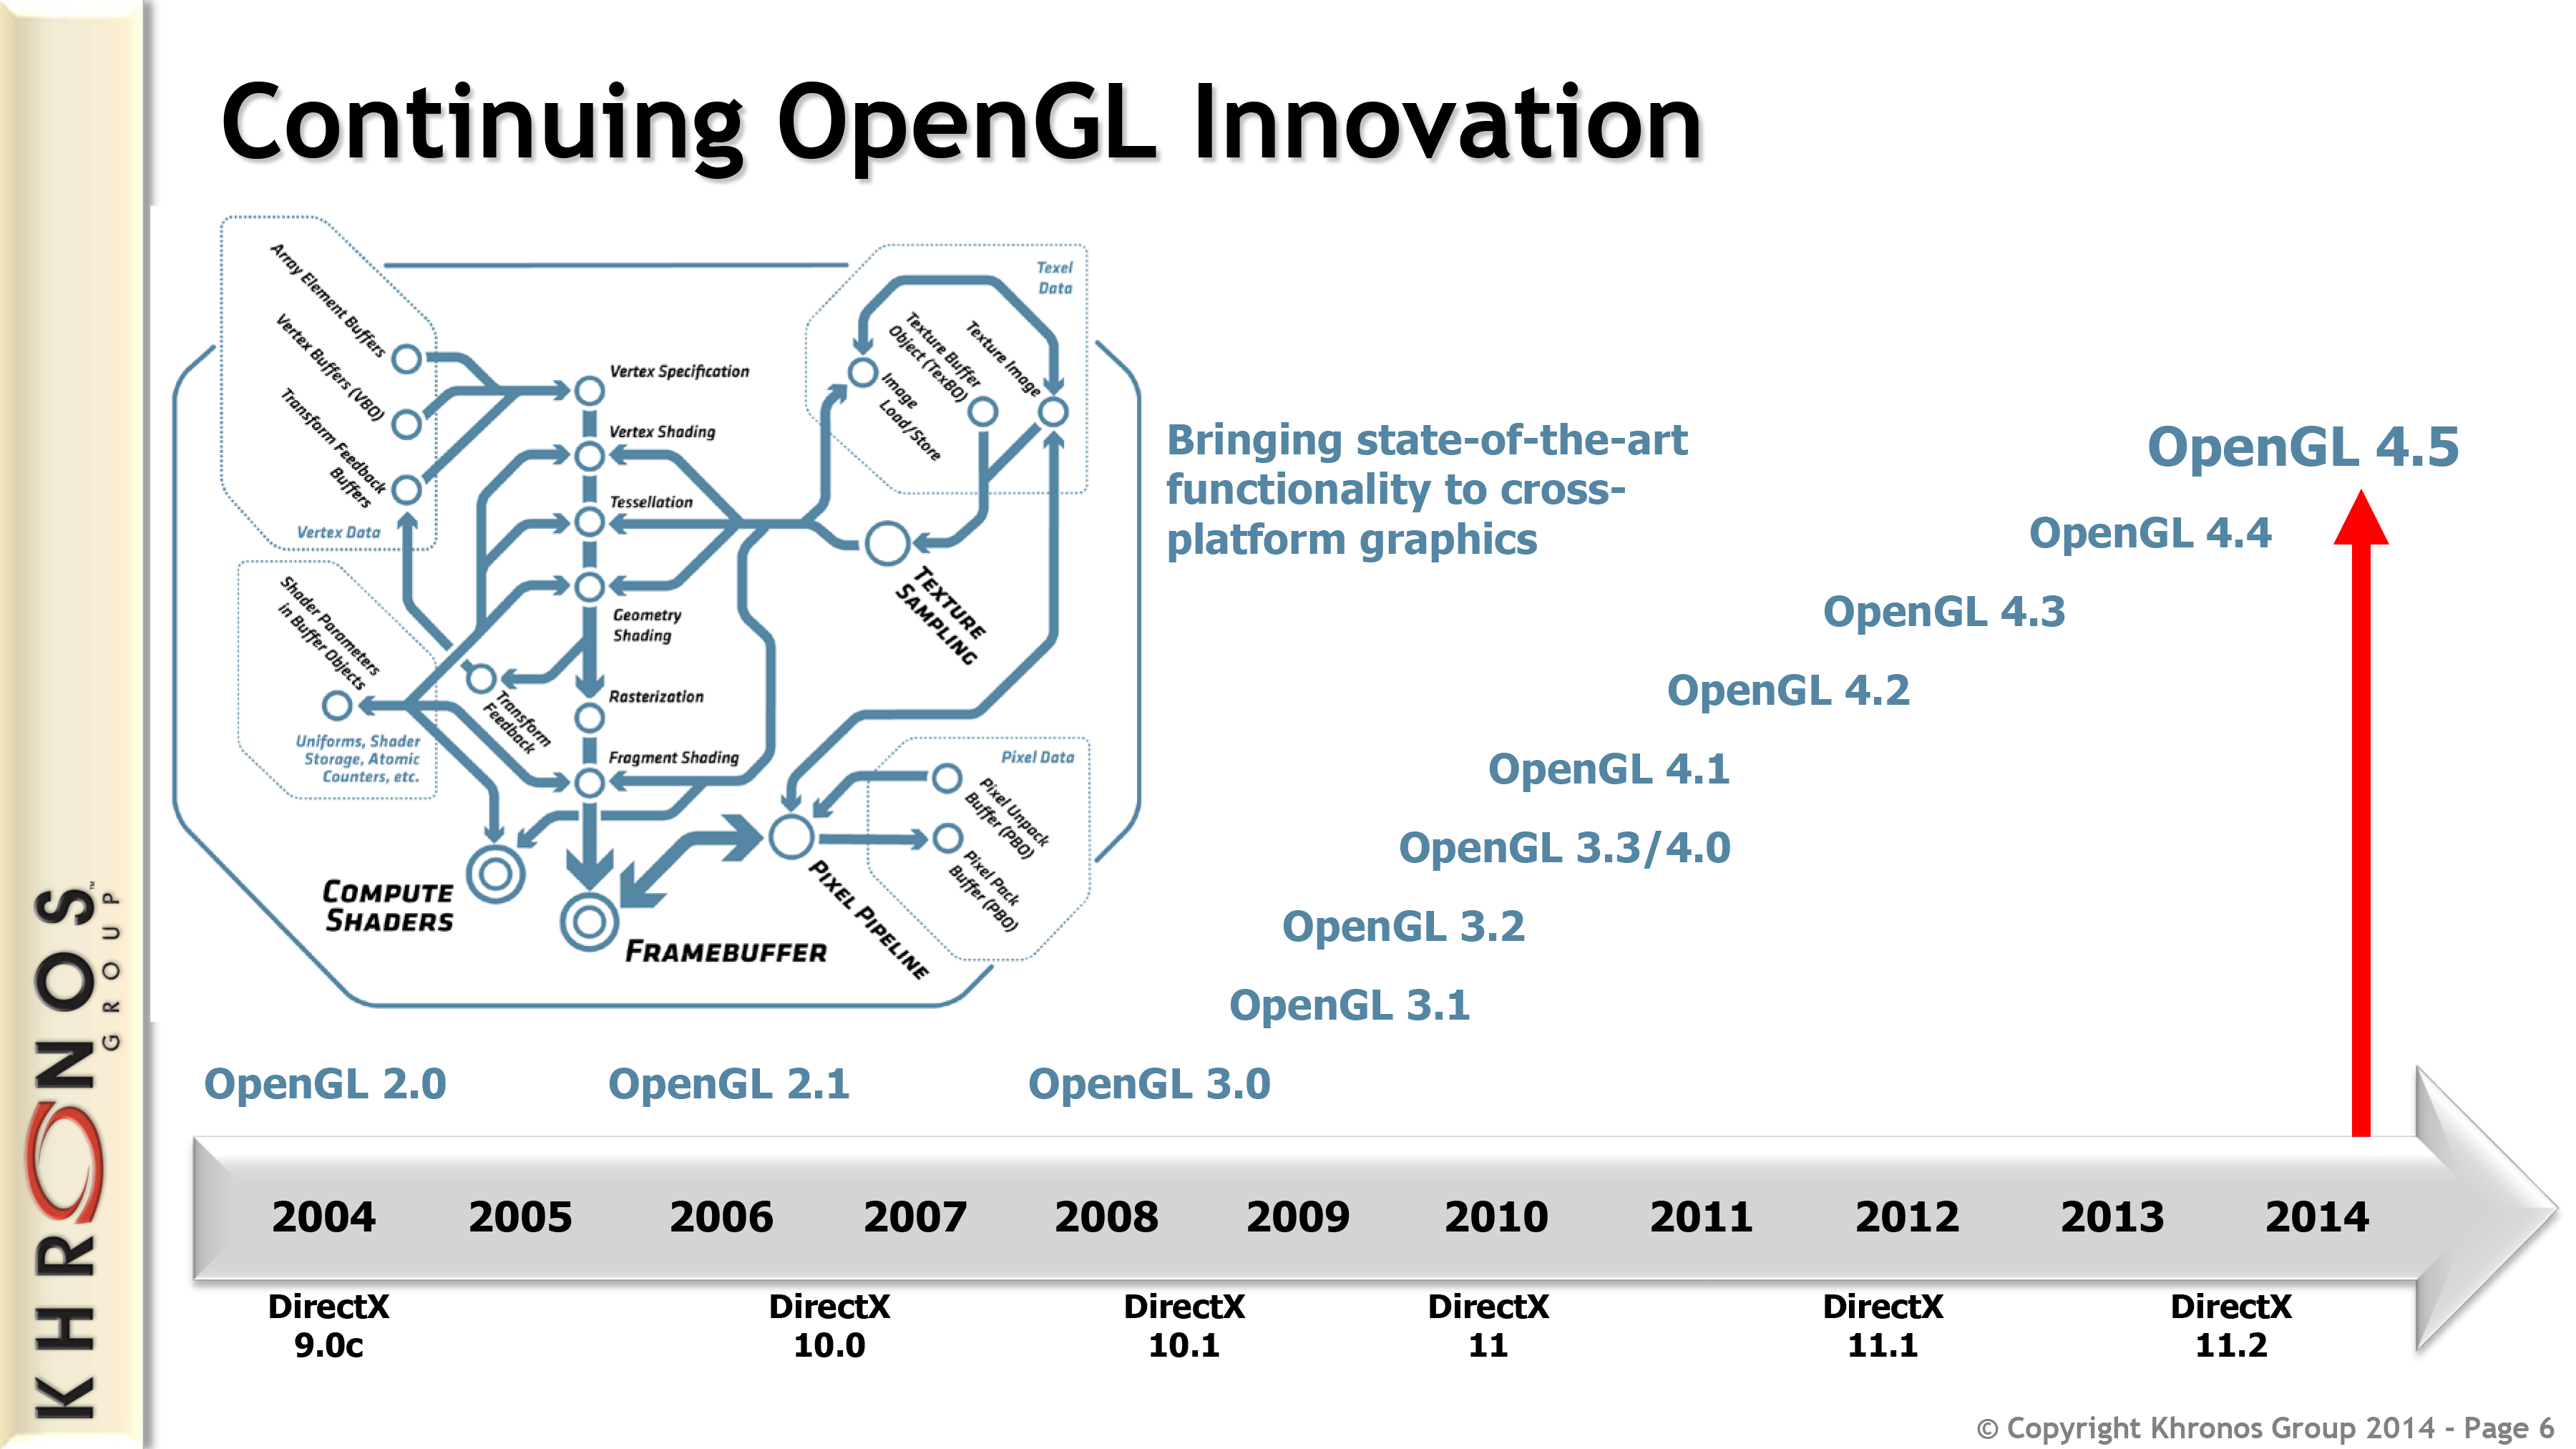 Continuing OpenGL Innovation
Array Element Buffers
Vertex Buffers (VBO)
Transform Feedback
Buffers
Vertex Data
Shader Parameters
in Buffer Objects
Uniforms, Shader
Storage, Atomic
Counters, etc.
Vertex Specification
Vertex Shading
Tessellation
Geometry
Shading
Transform
Feedback
Rasterization
Fragment Shading
Texel
Data
Texture Image
Texture Buffer
Object (TexBO)
Image
Load/Store
TEXTURE
SAMPLING
Pixel Data
Pixel Unpack
Buffer (PBO)
Pixel Pack
Buffer (PBO)
PIXEL PIPELINE
COMPUTE
SHADERS
FRAMEBUFFER
Bringing state-of-the-art
functionality to cross-
platform graphics
OpenGL 4.5
OpenGL 4.4
OpenGL 4.3
OpenGL 4.2
OpenGL 4.1
OpenGL 3.3/4.0
OpenGL 3.2
OpenGL 3.1
OpenGL 2.0 OpenGL 2.1 OpenGL 3.0
2004 2005 2006 2007 2008 2009 2010 2011 2012 2013 2014
DirectX DirectX DirectX DirectX DirectX DirectX
9.0c 10.0 10.1 11 11.1 11.2
KHRONOS™
GROUP
© Copyright Khronos Group 2014 - Page 6